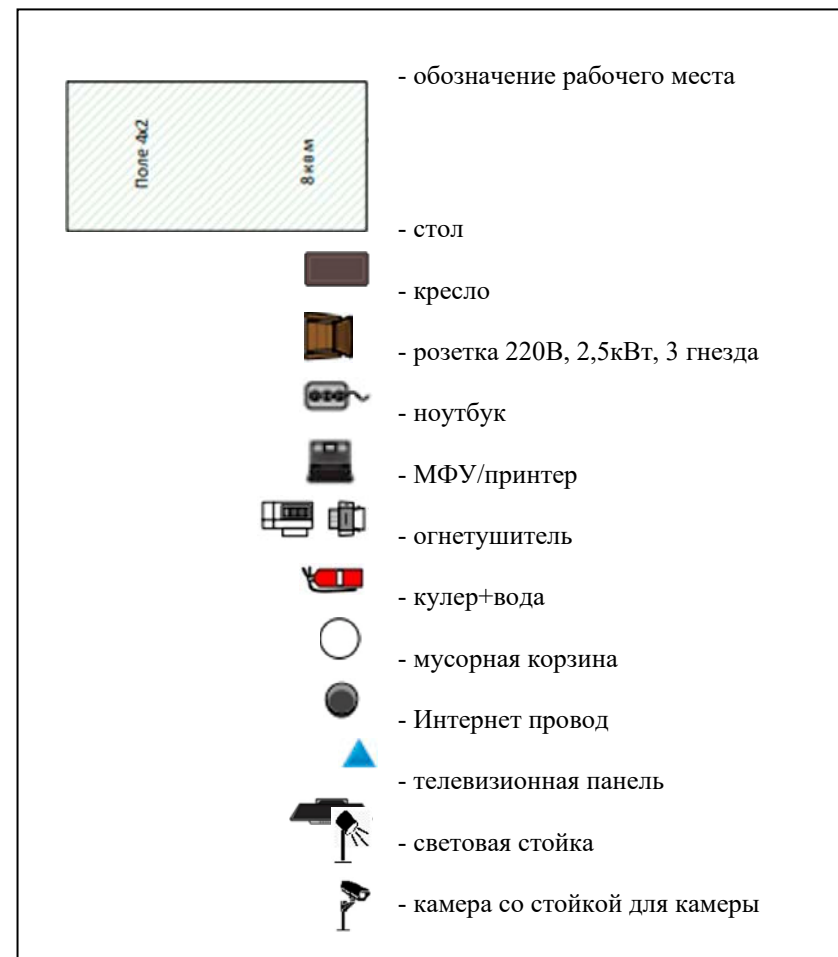 - обозначение рабочего места
Поле 4x2
8 кв м
- стол
- кресло
- розетка 220В, 2,5кВт, 3 гнезда
- ноутбук
- МФУ/принтер
- огнетушитель
- кулер+вода
- мусорная корзина
- Интернет провод
- телевизионная панель
- световая стойка
- камера со стойкой для камеры